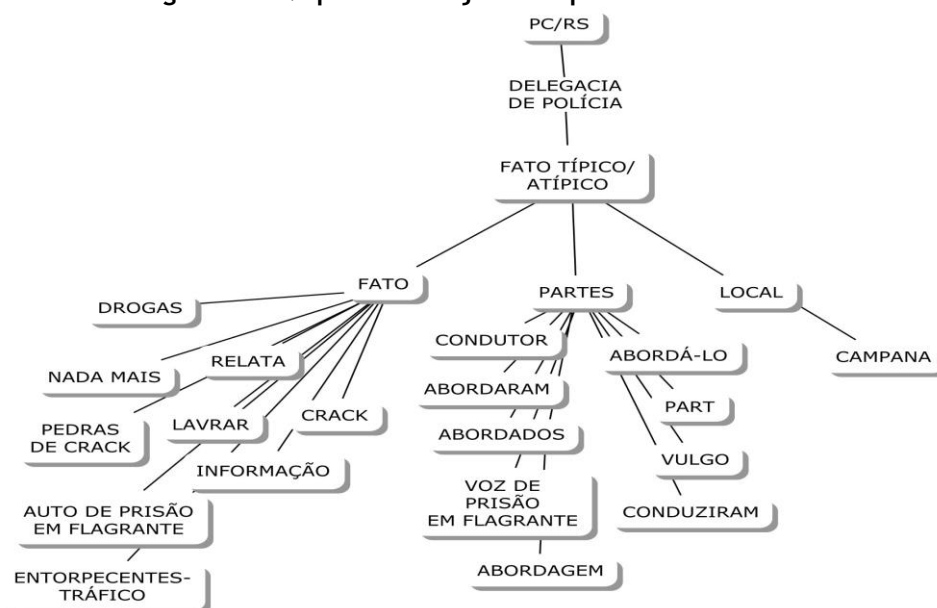 PC/RS
DELEGACIA
DE POLÍCIA
FATO TÍPICO/
ATÍPICO
FATO
PARTES
LOCAL
DROGAS
CONDUTOR
RELATA
ABORDÁ-LO
CAMPANA
NADA MAIS
ABORDARAM
CRACK
PART
PEDRAS
DE CRACK
LAVRAR
ABORDADOS
INFORMAÇÃO
VULGO
VOZ DE
PRISÃO
EM FLAGRANTE
AUTO DE PRISÃO
EM FLAGRANTE
CONDUZIRAM
ABORDAGEM
ENTORPECENTES-
TRÁFICO